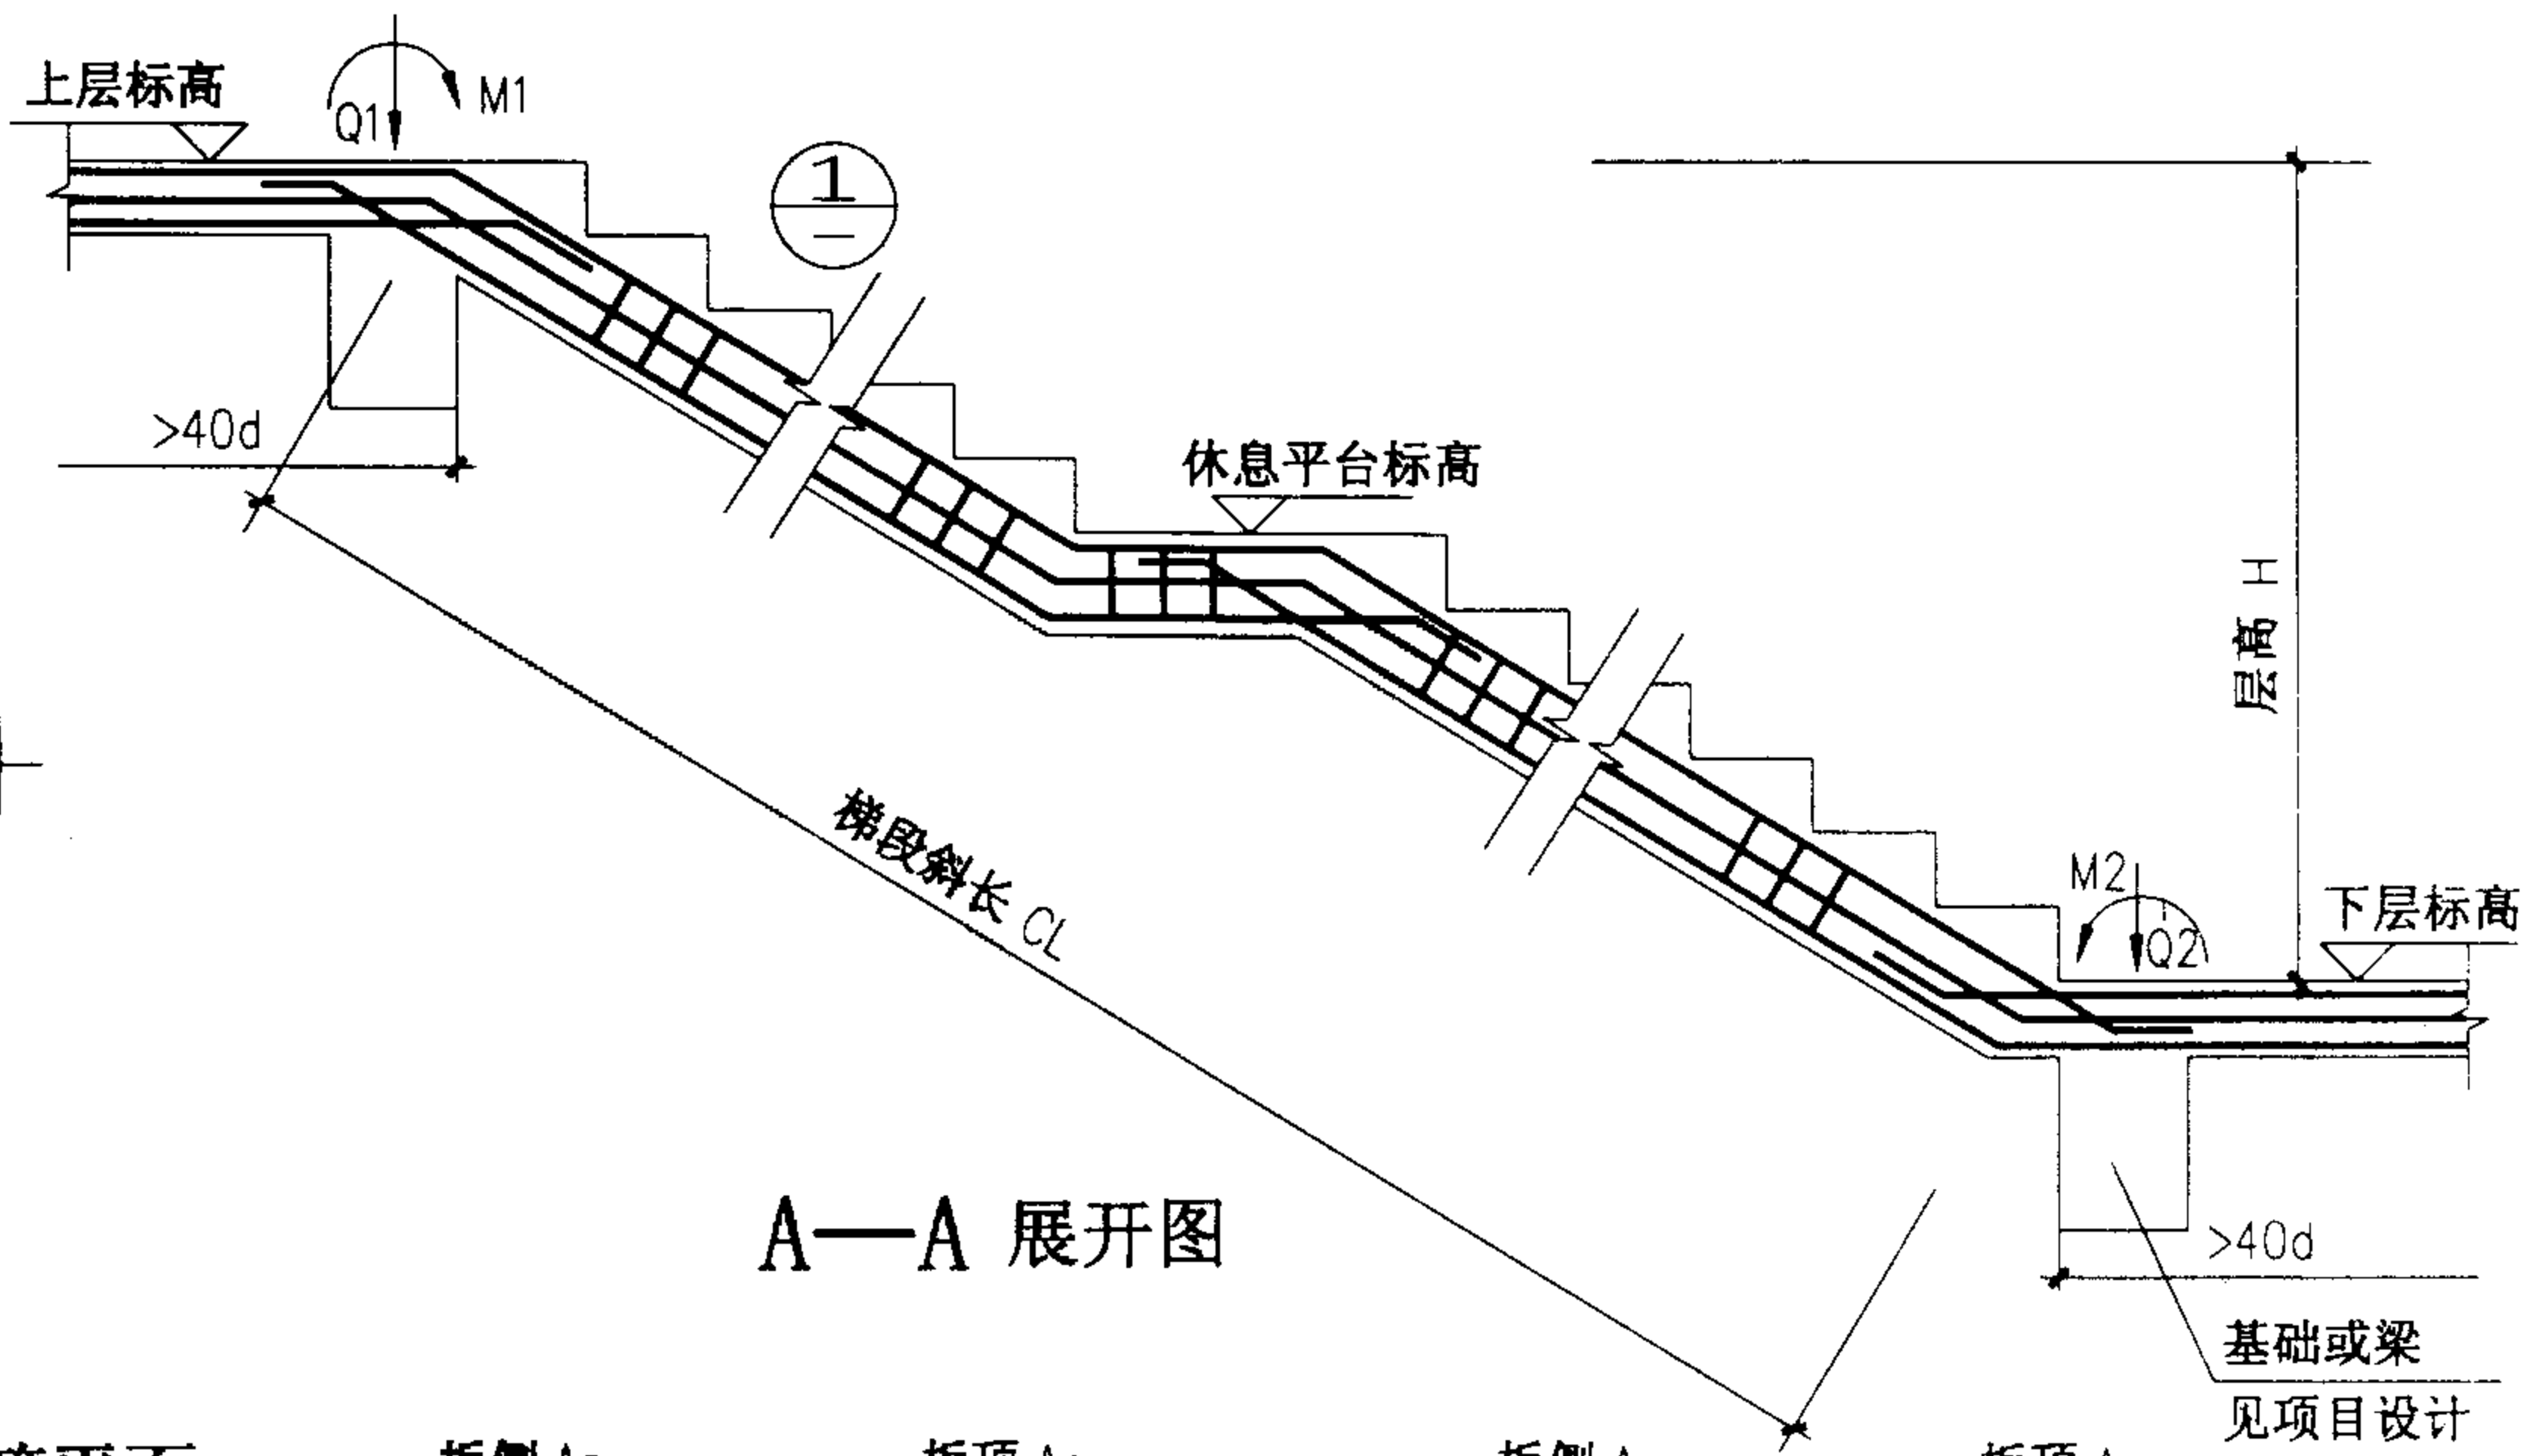 上层标高
Q1
M1
1
>40d
休息平台标高
层高 H
梯段斜长 CL
M2
Q2
下层标高
A—A 展开图
>40d
基础或梁
见项目设计